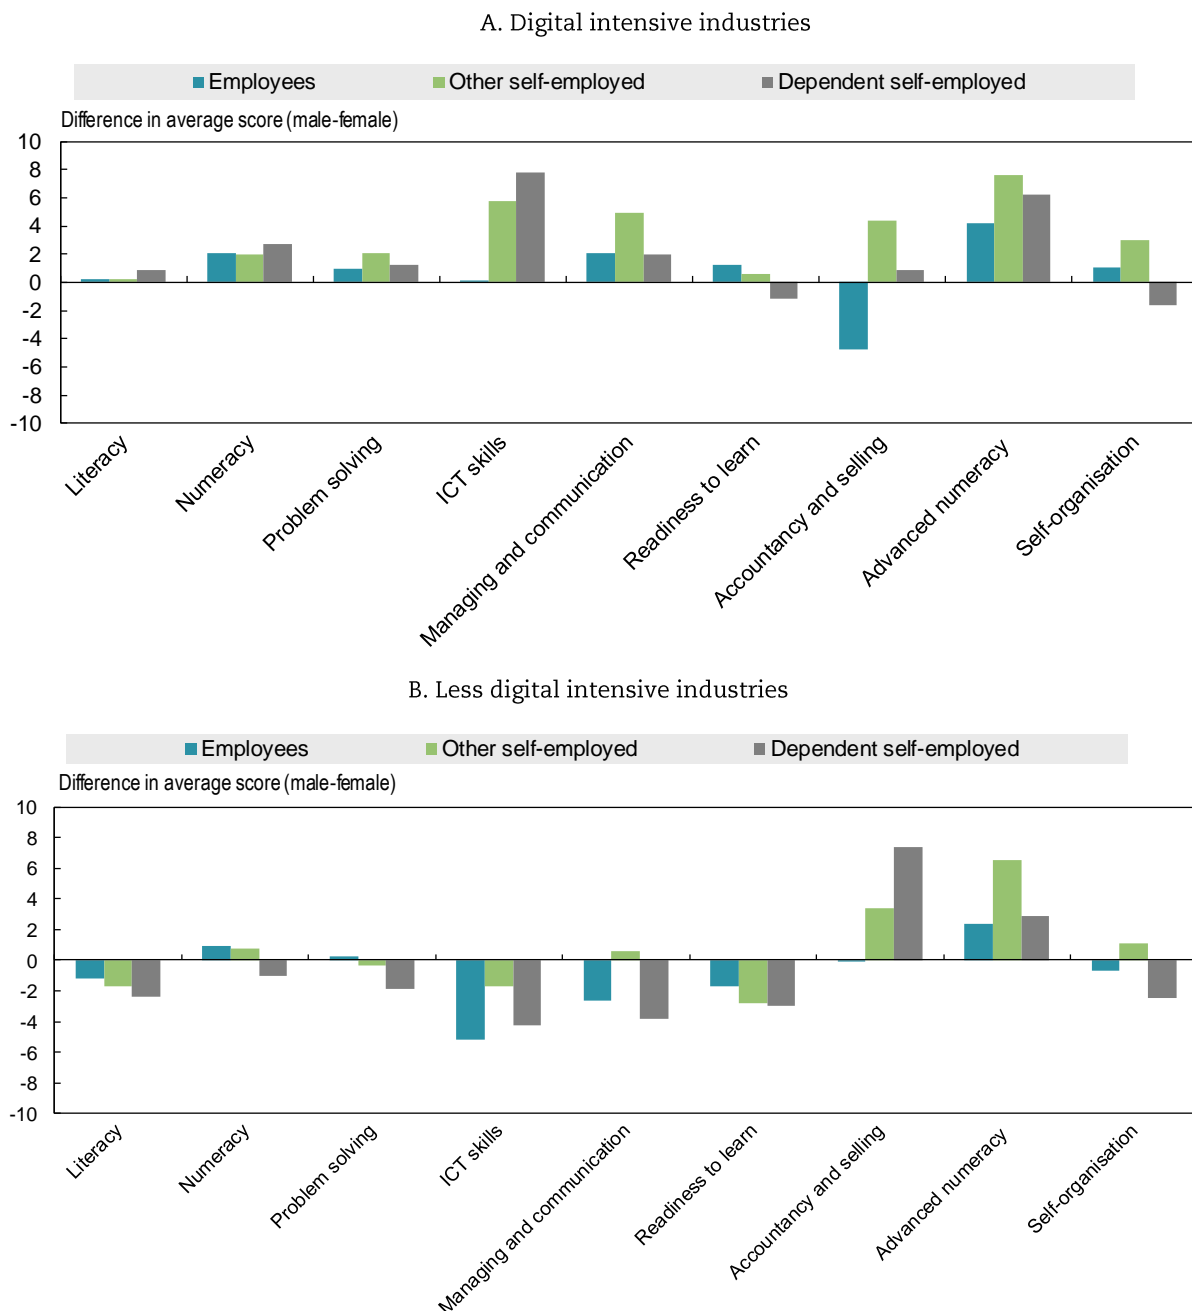 A. Digital intensive industries
Employees Other self-employed Dependent self-employed
Difference in average score (male-female)
10
8
6
4
2
0
-2
-4
-6
-8
-10
Literacy
Numeracy
Problem solving
ICT skills
Managing and communication
Readiness to learn
Accountancy and selling
Advanced numeracy
Self-organisation
B. Less digital intensive industries
Employees Other self-employed Dependent self-employed
Difference in average score (male-female)
10
8
6
4
2
0
-2
-4
-6
-8
-10
Literacy
Numeracy
Problem solving
ICT skills
Managing and communication
Readiness to learn
Accountancy and selling
Advanced numeracy
Self-organisation